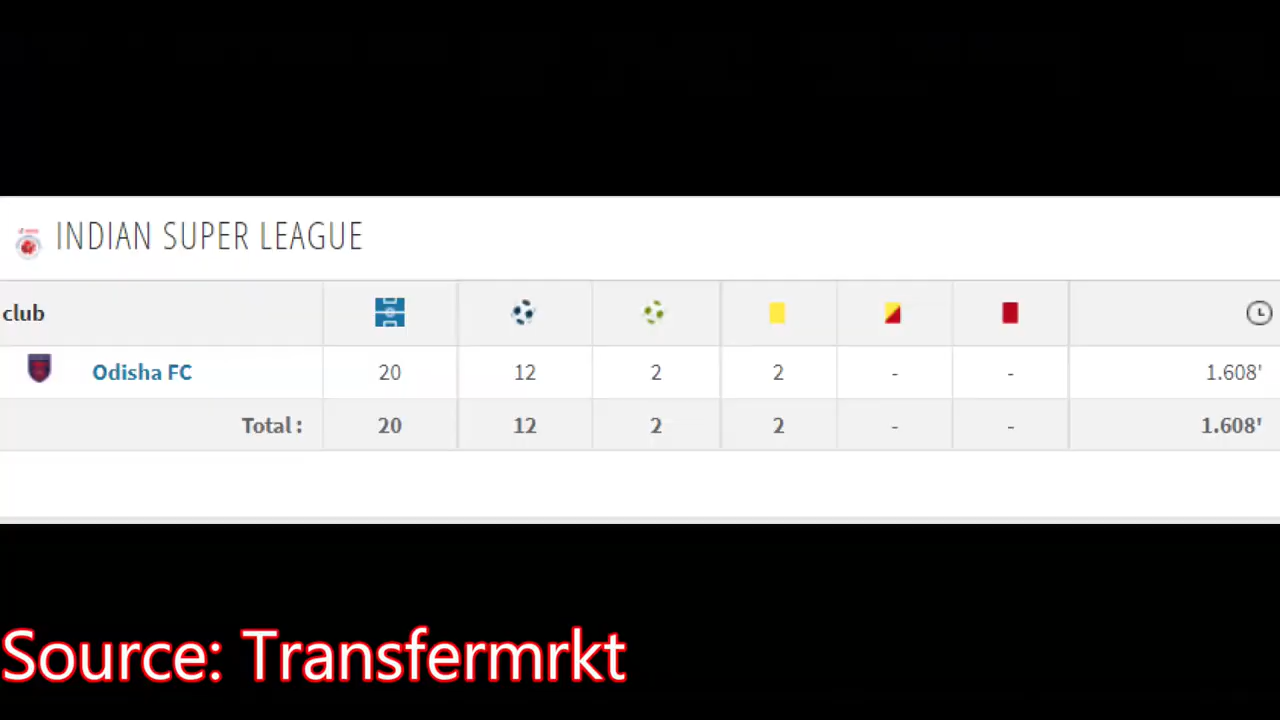 INDIAN SUPER LEAGUE
club
Odisha FC 20 12 2 2 - - 1.608'
Total : 20 12 2 2 - - 1.608'
Source: Transfermrkt